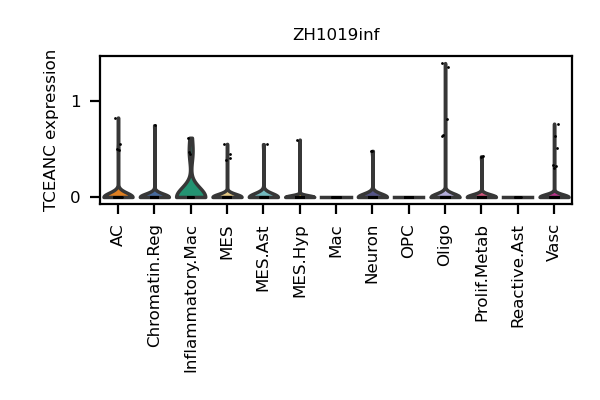 ZH1019inf
TCEANC expression
1
0
AC
Chromatin.Reg
Inflammatory.Mac
MES
MES.Ast
MES.Hyp
Mac
Neuron
OPC
Oligo
Prolif.Metab
Reactive.Ast
Vasc